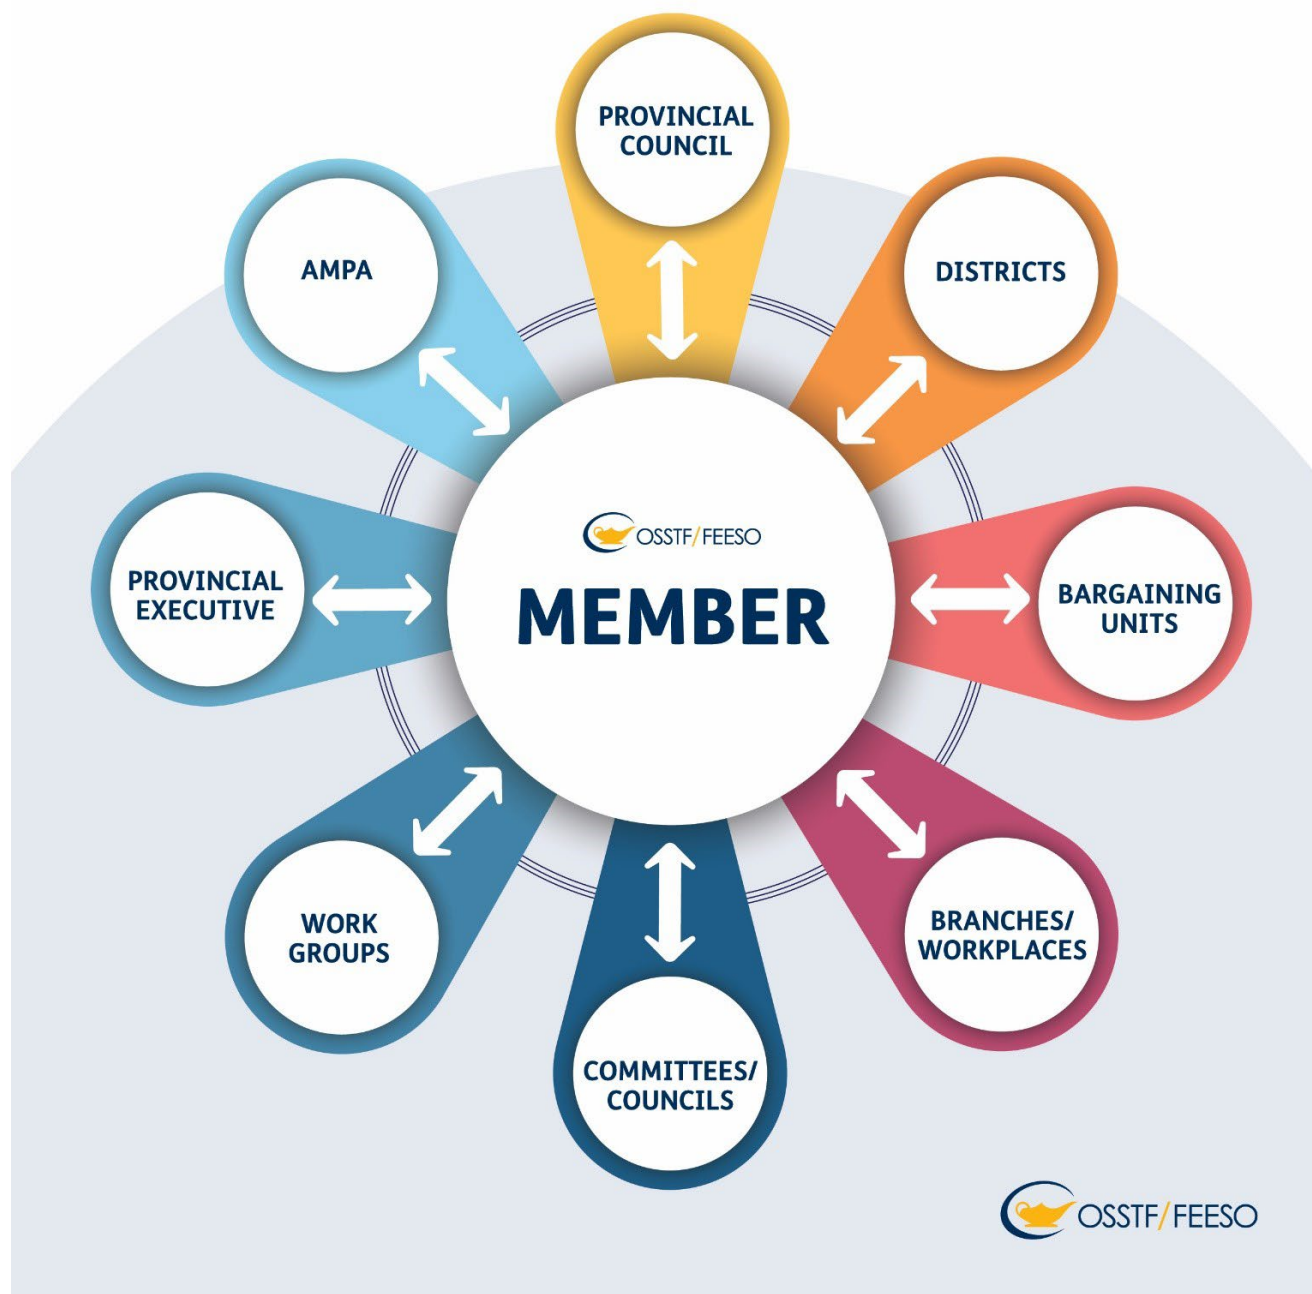 PROVINCIAL
COUNCIL
AMPA
DISTRICTS
OSSTF/FEESO
MEMBER
PROVINCIAL
EXECUTIVE
BARGAINING
UNITS
WORK
GROUPS
BRANCHES/
WORKPLACES
COMMITTEES/
COUNCILS
OSSTF/FEESO